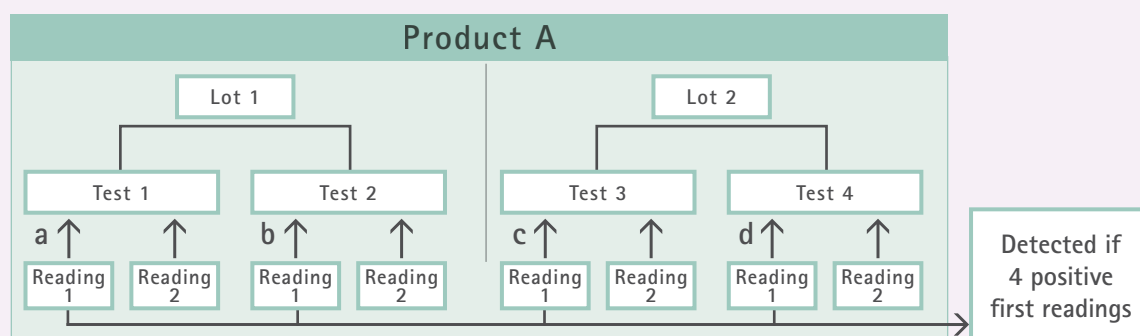 Product A
Lot 1
Lot 2
Test 1
Test 2
Test 3
Test 4
a
b
c
d
Reading
1
Reading
2
Reading
1
Reading
2
Reading
1
Reading
2
Reading
1
Reading
2
Detected if
4 positive
first readings